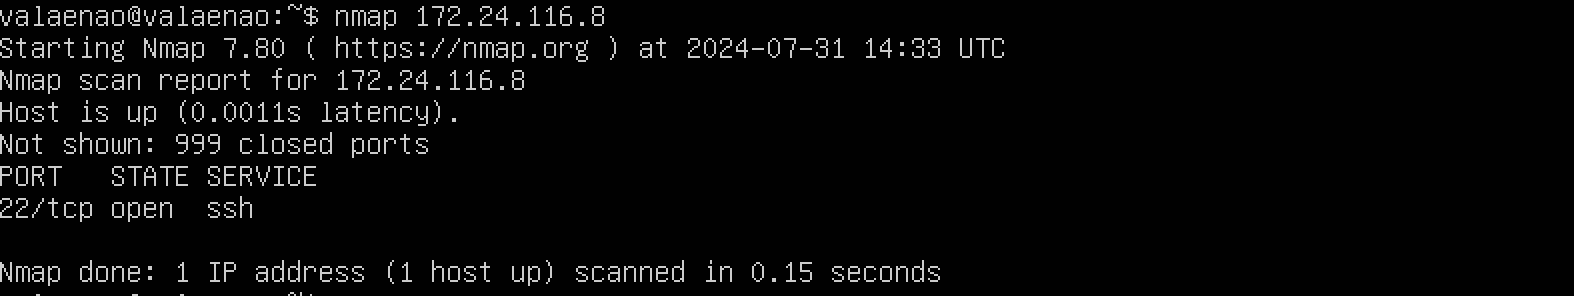 valaenao@valaenao:~$ nmap 172.24.116.8
Starting Nmap 7.80 ( https://nmap.org ) at 2024-07-31 14:33 UTC
Nmap scan report for 172.24.116.8
Host is up (0.0011s latency).
Not shown: 999 closed ports
PORT   STATE SERVICE
22/tcp open  ssh
Nmap done: 1 IP address (1 host up) scanned in 0.15 seconds